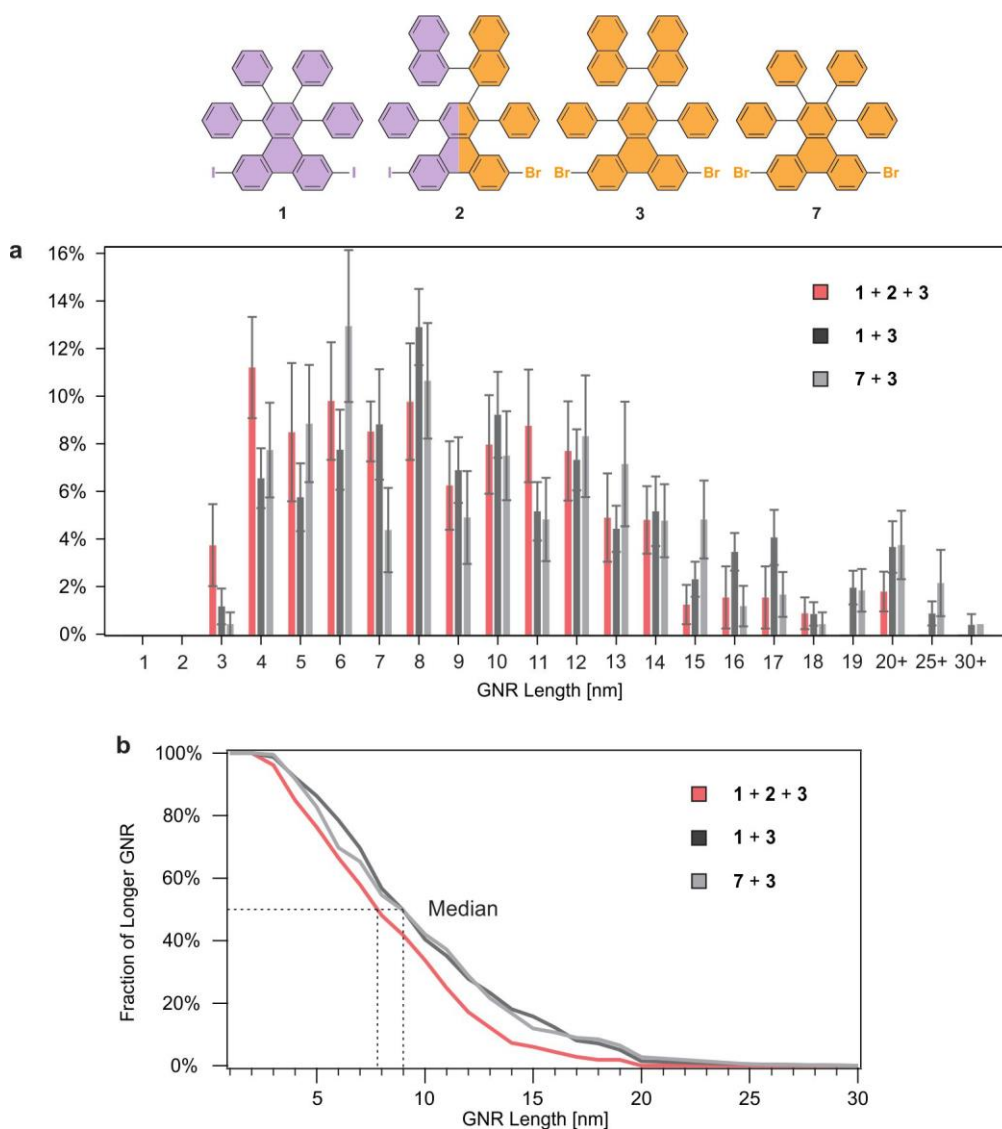 I I
I Br
Br Br
Br Br
1 2 3 7
a
16%
14%
12%
10%
8%
6%
4%
2%
0%
1 + 2 + 3
1 + 3
7 + 3
1 2 3 4 5 6 7 8 9 10 11 12 13 14 15 16 17 18 19 20+ 25+ 30+
GNR Length [nm]
b
Fraction of Longer GNR
100%
80%
60%
40%
20%
0%
1 + 2 + 3
1 + 3
7 + 3
Median
5 10 15 20 25 30
GNR Length [nm]